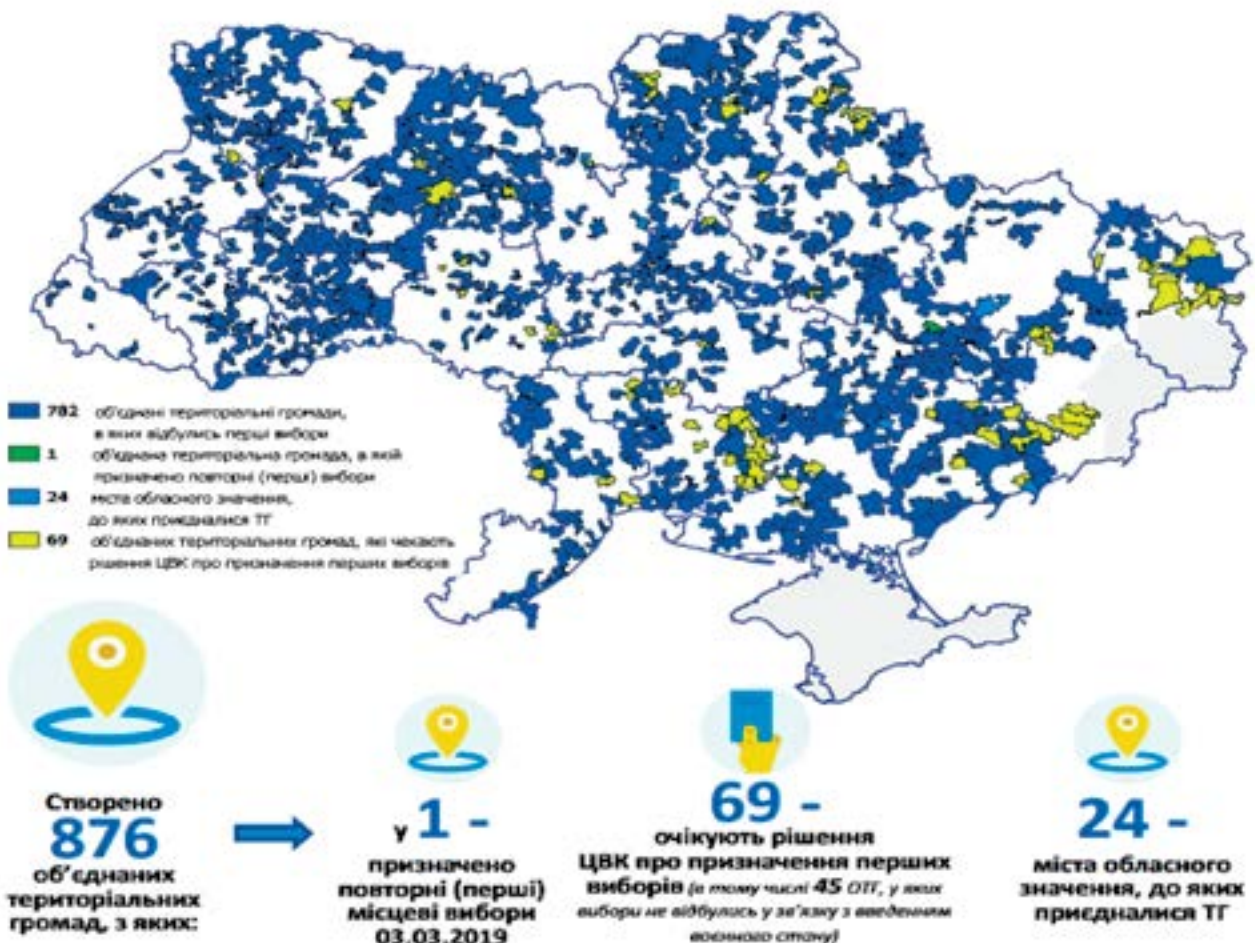 782 об'єднані територіальні громади,
в яких відбулись перші вибори
1 об'єднана територіальна громада, в якій
призначено повторні (перші) вибори
24 міста обласного значення,
до яких приєдналися ТГ
69 об'єднаних територіальних громад, які чекають
рішення ЦВК про призначення перших виборів
Створено
876
об'єднаних
територіальних
громад, з яких:
у 1 -
призначено
повторні (перші)
місцеві вибори
03.03.2019
69 -
очікують рішення
ЦВК про призначення перших
виборів (в тому числі 45 ОТГ, у яких
вибори не відбулись у зв'язку з введенням
воєнного стану)
24 -
міста обласного
значення, до яких
приєдналися ТГ